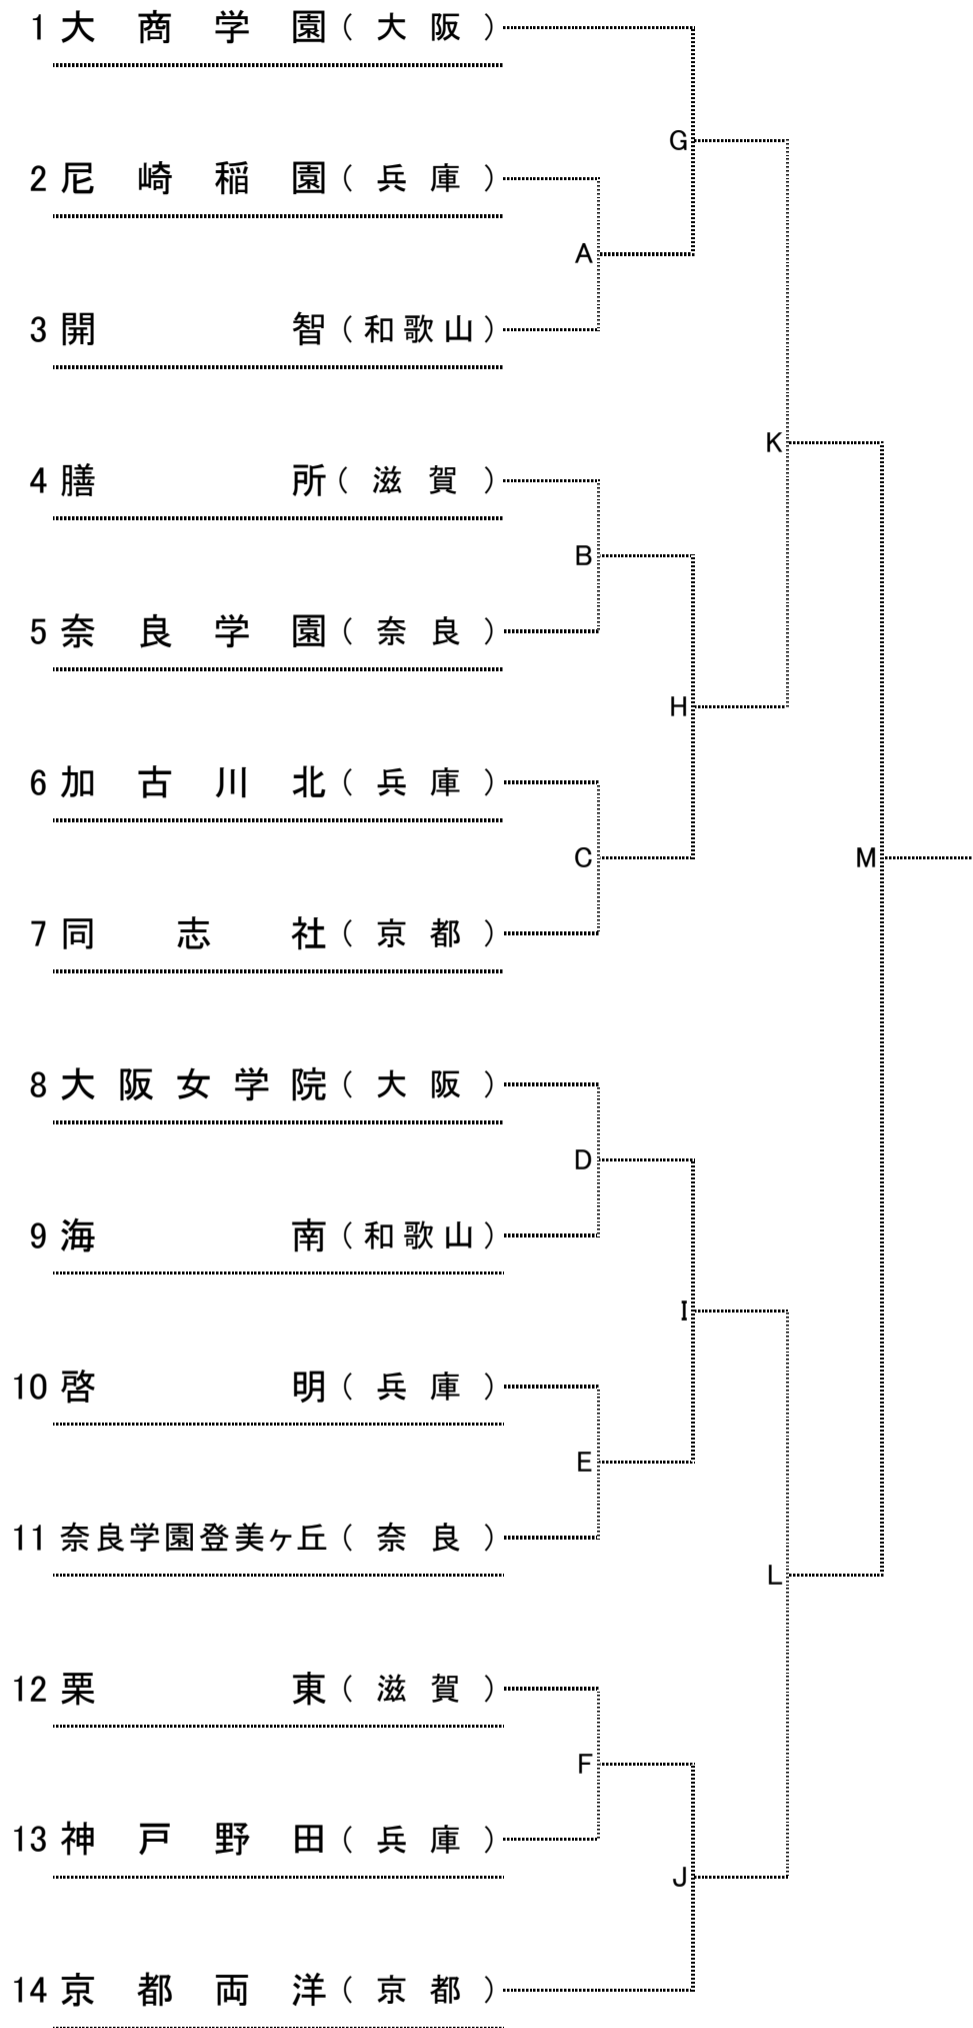 1 大商学園(大阪)
G
2 尼崎稲園(兵庫)
A
3 開智(和歌山)
K
4 膳所(滋賀)
B
5 奈良学園(奈良)
H
6 加古川北(兵庫)
C
M
7 同志社(京都)
8 大阪女学院(大阪)
D
9 海南(和歌山)
I
10 啓明(兵庫)
E
11 奈良学園登美ヶ丘(奈良)
L
12 栗東(滋賀)
F
13 神戸野田(兵庫)
J
14 京都両洋(京都)